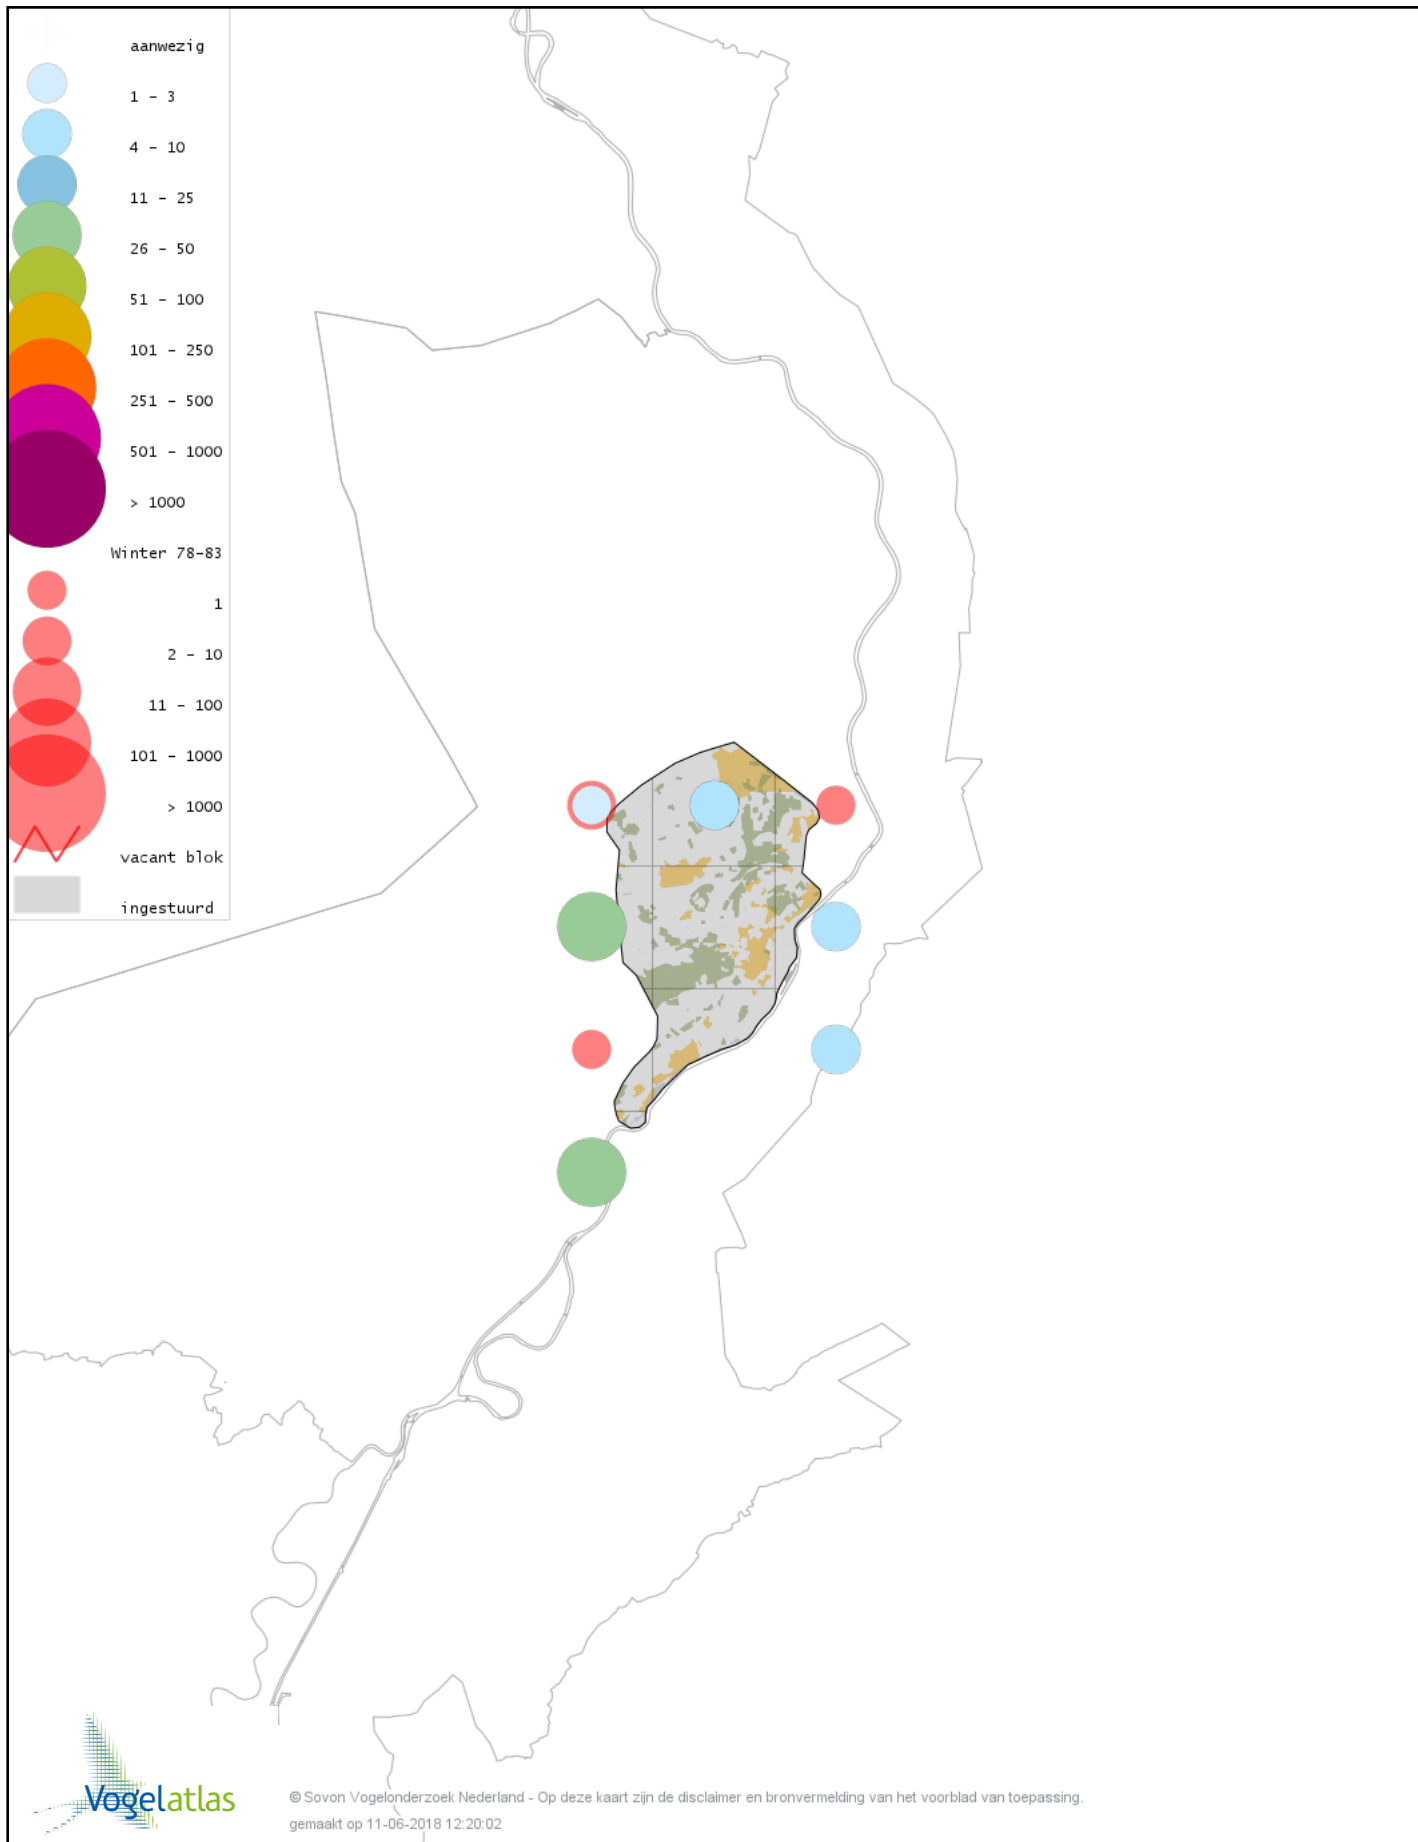 aanwezig
1 - 3
4 - 10
11 - 25
26 - 50
51 - 100
101 - 250
251 - 500
501 - 1000
> 1000
Winter 78-83
1
2 - 10
11 - 100
101 - 1000
> 1000
vacant blok
ingestuurd
Vogelatlas
© Sovon Vogelonderzoek Nederland - Op deze kaart zijn de disclaimer en bronvermelding van het voorblad van toepassing.
gemaakt op 11-06-2018 12:20:02